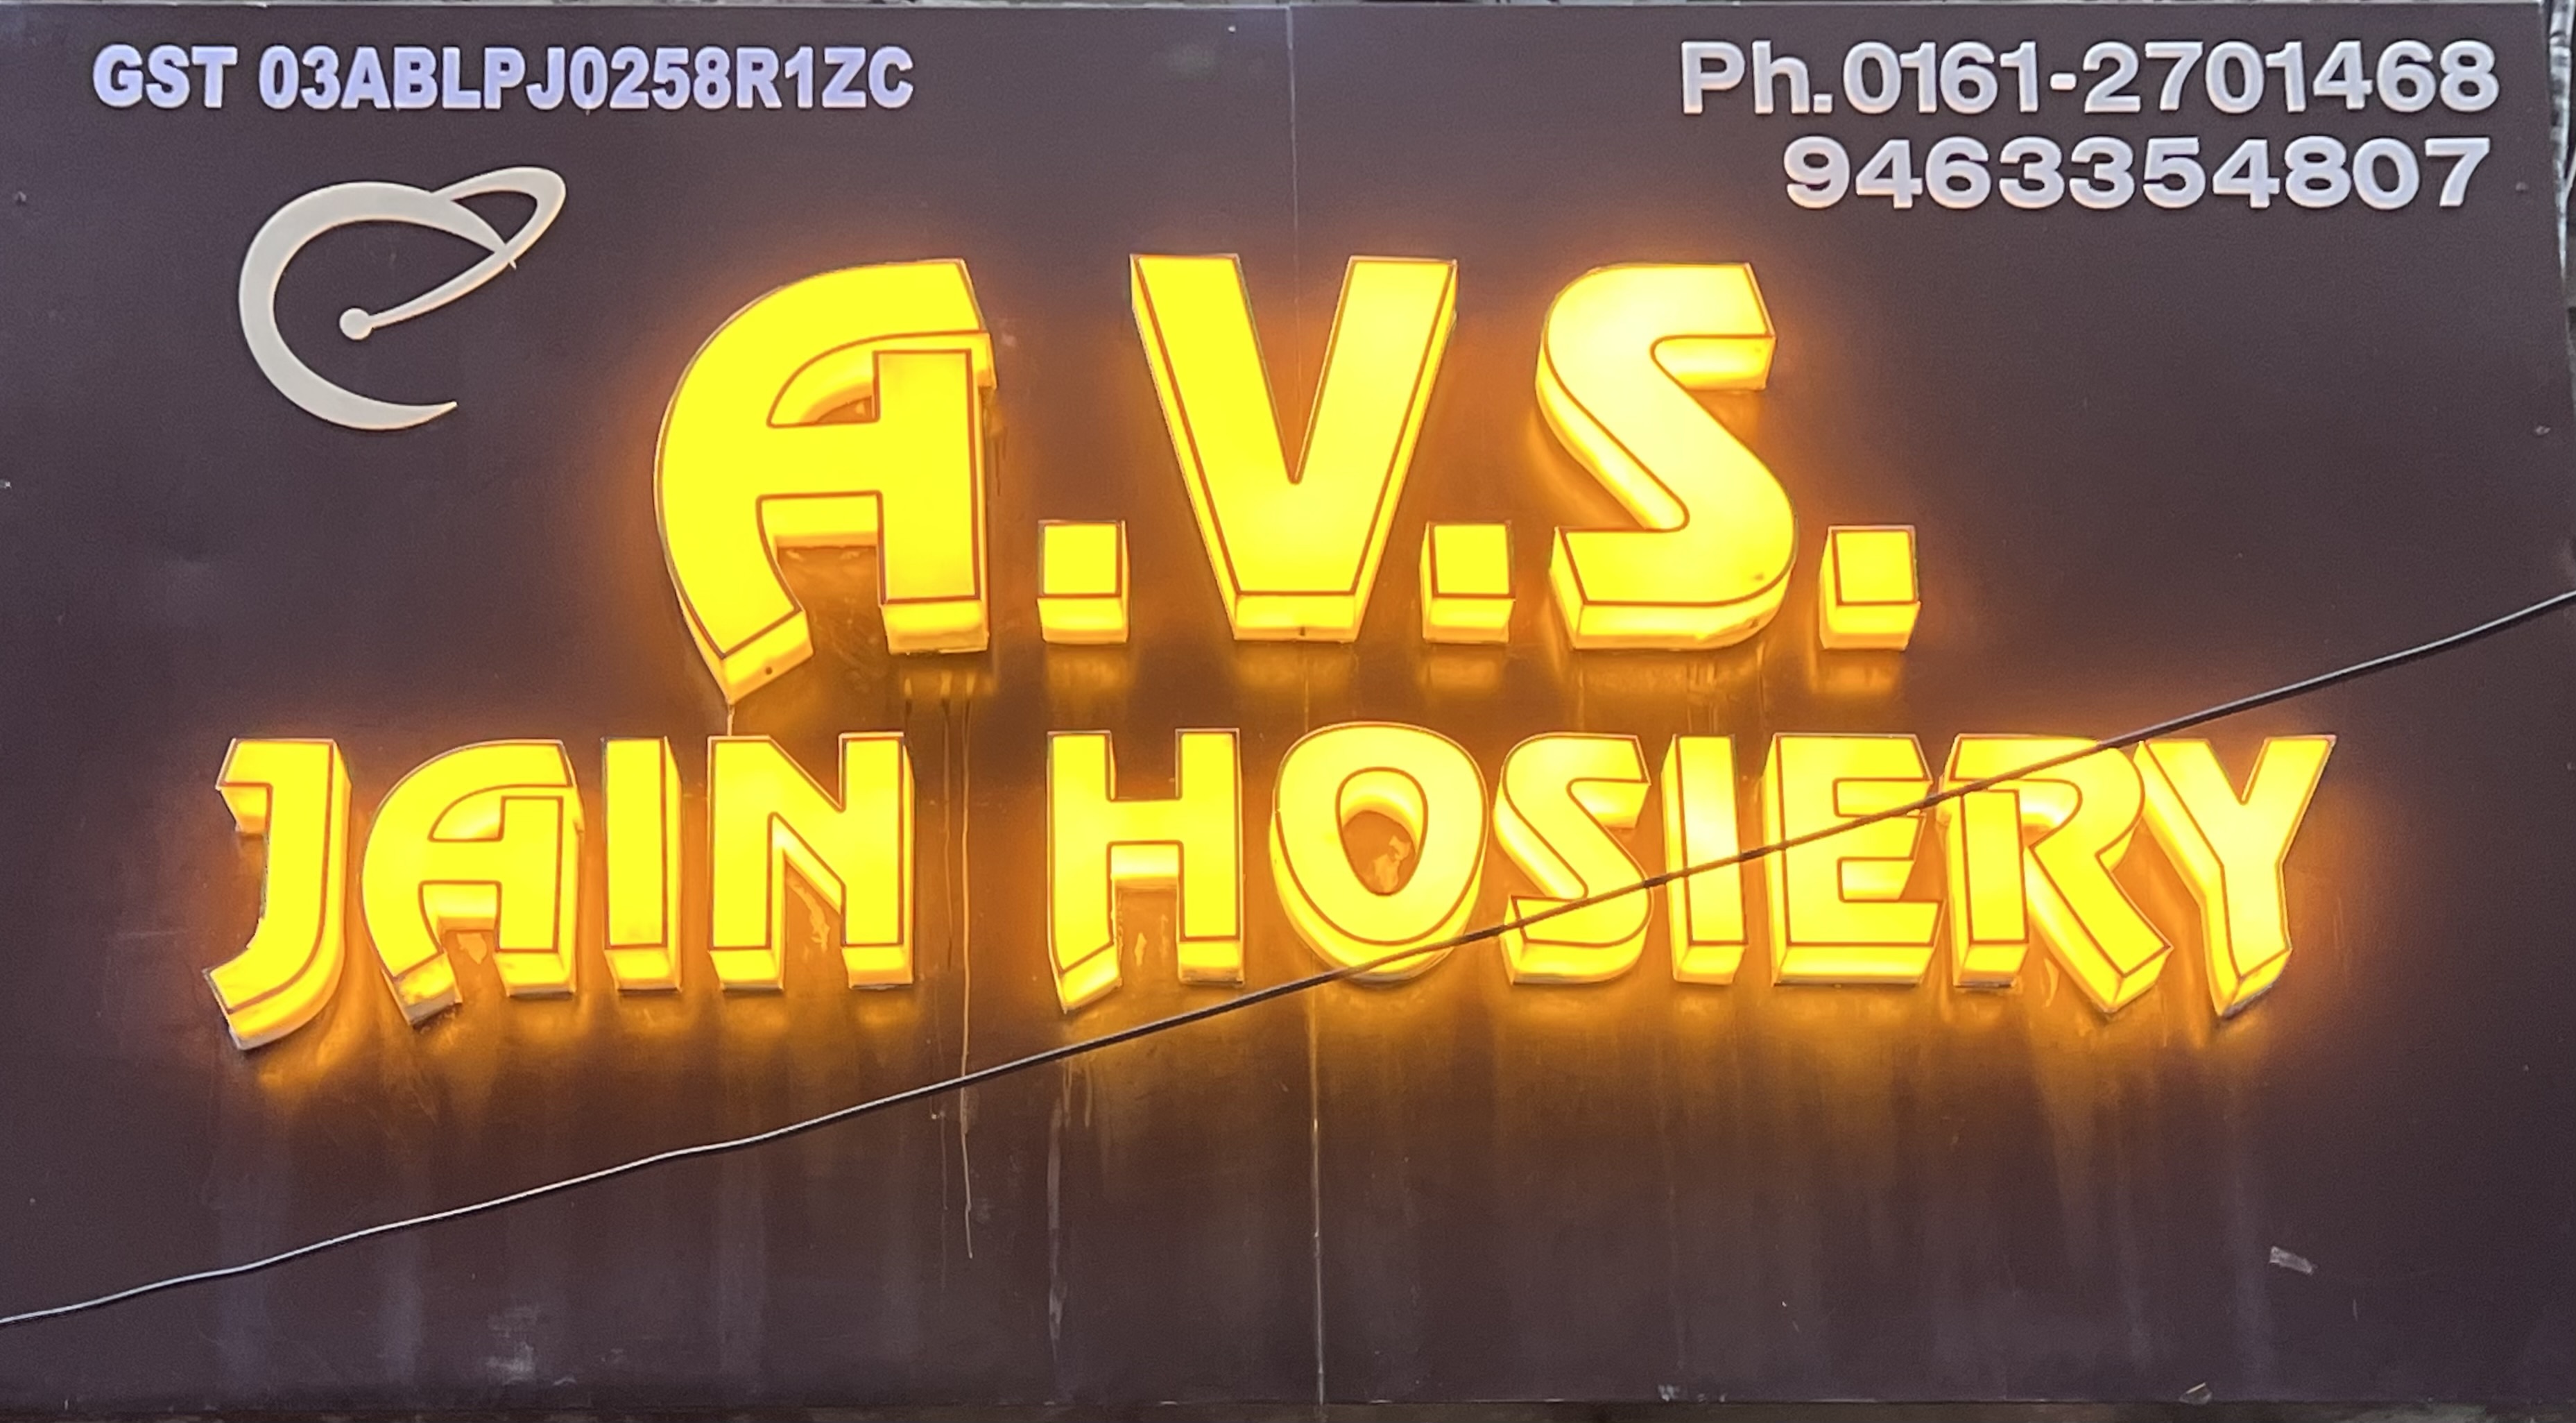 GST 03ABLPJ0258R1ZC
Ph.0161-2701468
9463354807
A.V.S.
JAIN HOSIERY